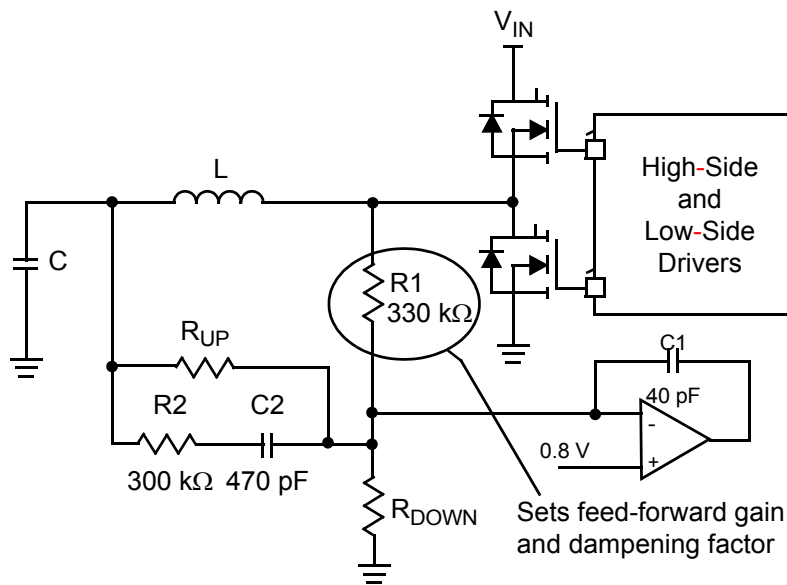 V_IN
High-Side
and
Low-Side
Drivers
L
C
R1
330 kΩ
R_UP
R2
C2
300 kΩ
470 pF
C1
40 pF
-
+
0.8 V
R_DOWN
Sets feed-forward gain
and dampening factor